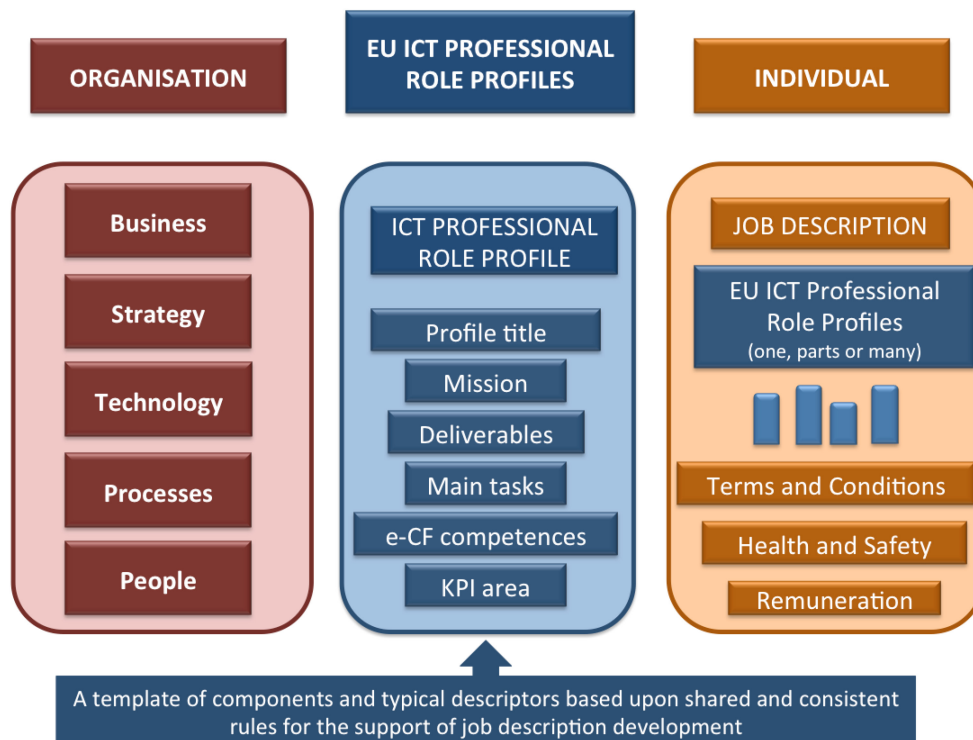 ORGANISATION
EU ICT PROFESSIONAL
ROLE PROFILES
INDIVIDUAL
Business
Strategy
Technology
Processes
People
ICT PROFESSIONAL
ROLE PROFILE
Profile title
Mission
Deliverables
Main tasks
e-CF competences
KPI area
JOB DESCRIPTION
EU ICT Professional
Role Profiles
(one, parts or many)
Terms and Conditions
Health and Safety
Remuneration
A template of components and typical descriptors based upon shared and consistent
rules for the support of job description development